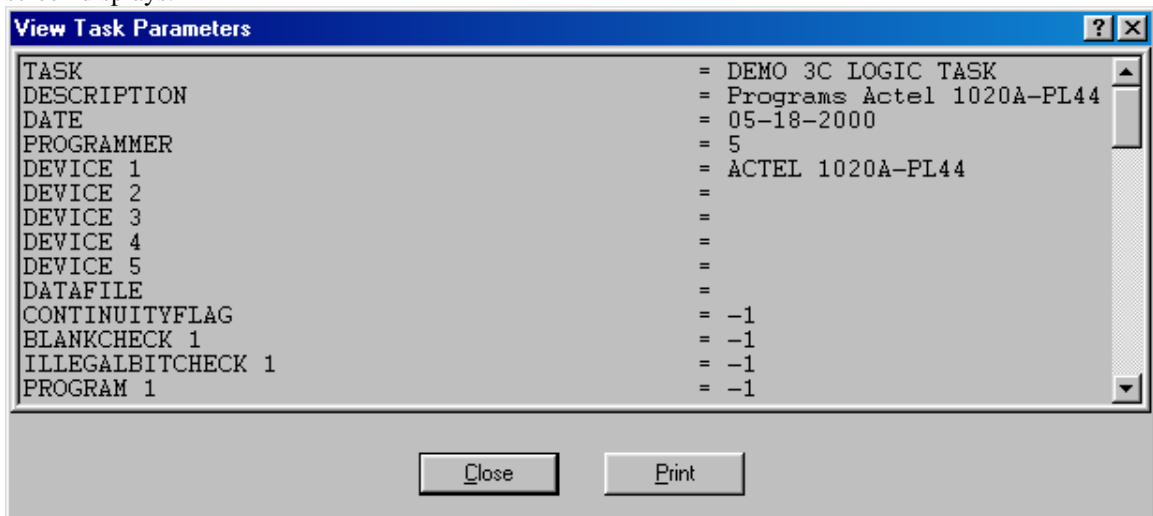 View Task Parameters
TASK = DEMO 3C LOGIC TASK
DESCRIPTION = Programs Actel 1020A-PL44
DATE = 05-18-2000
PROGRAMMER = 5
DEVICE 1 = ACTEL 1020A-PL44
DEVICE 2 =
DEVICE 3 =
DEVICE 4 =
DEVICE 5 =
DATAFILE =
CONTINUITYFLAG = -1
BLANKCHECK 1 = -1
ILLEGALBITCHECK 1 = -1
PROGRAM 1 = -1
Close Print